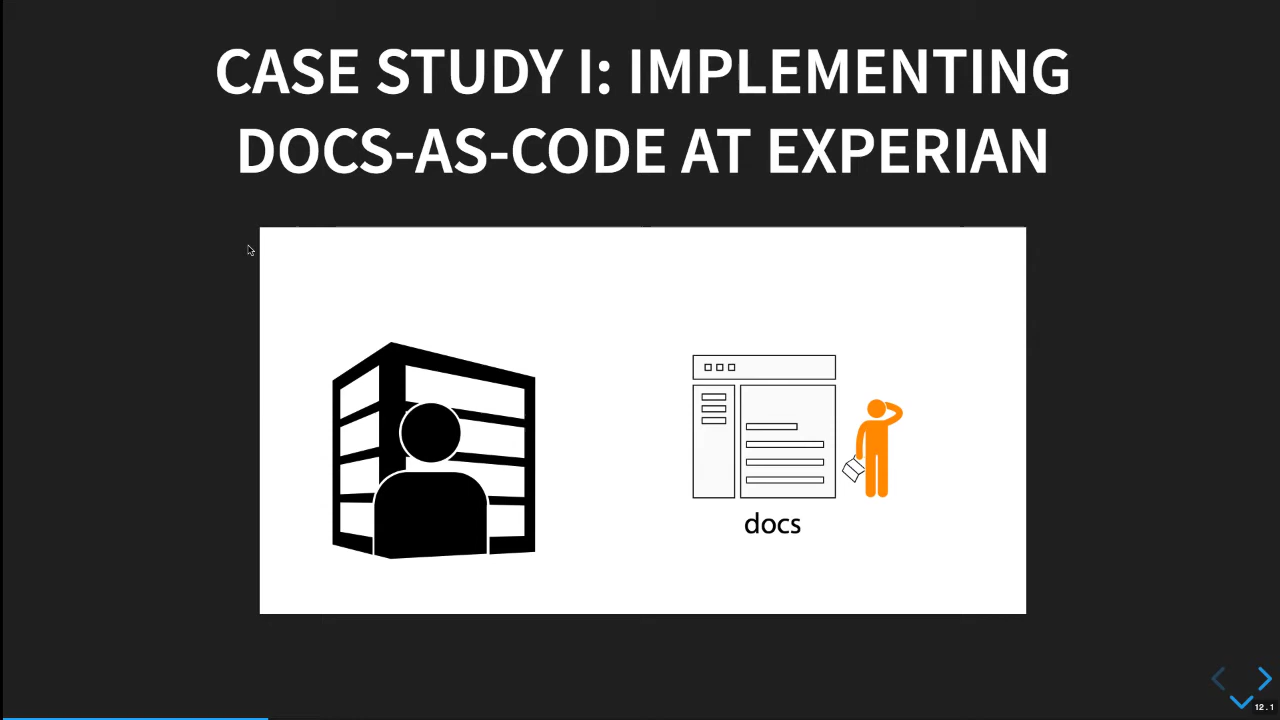 CASE STUDY I: IMPLEMENTING
DOCS-AS-CODE AT EXPERIAN
docs
12.1